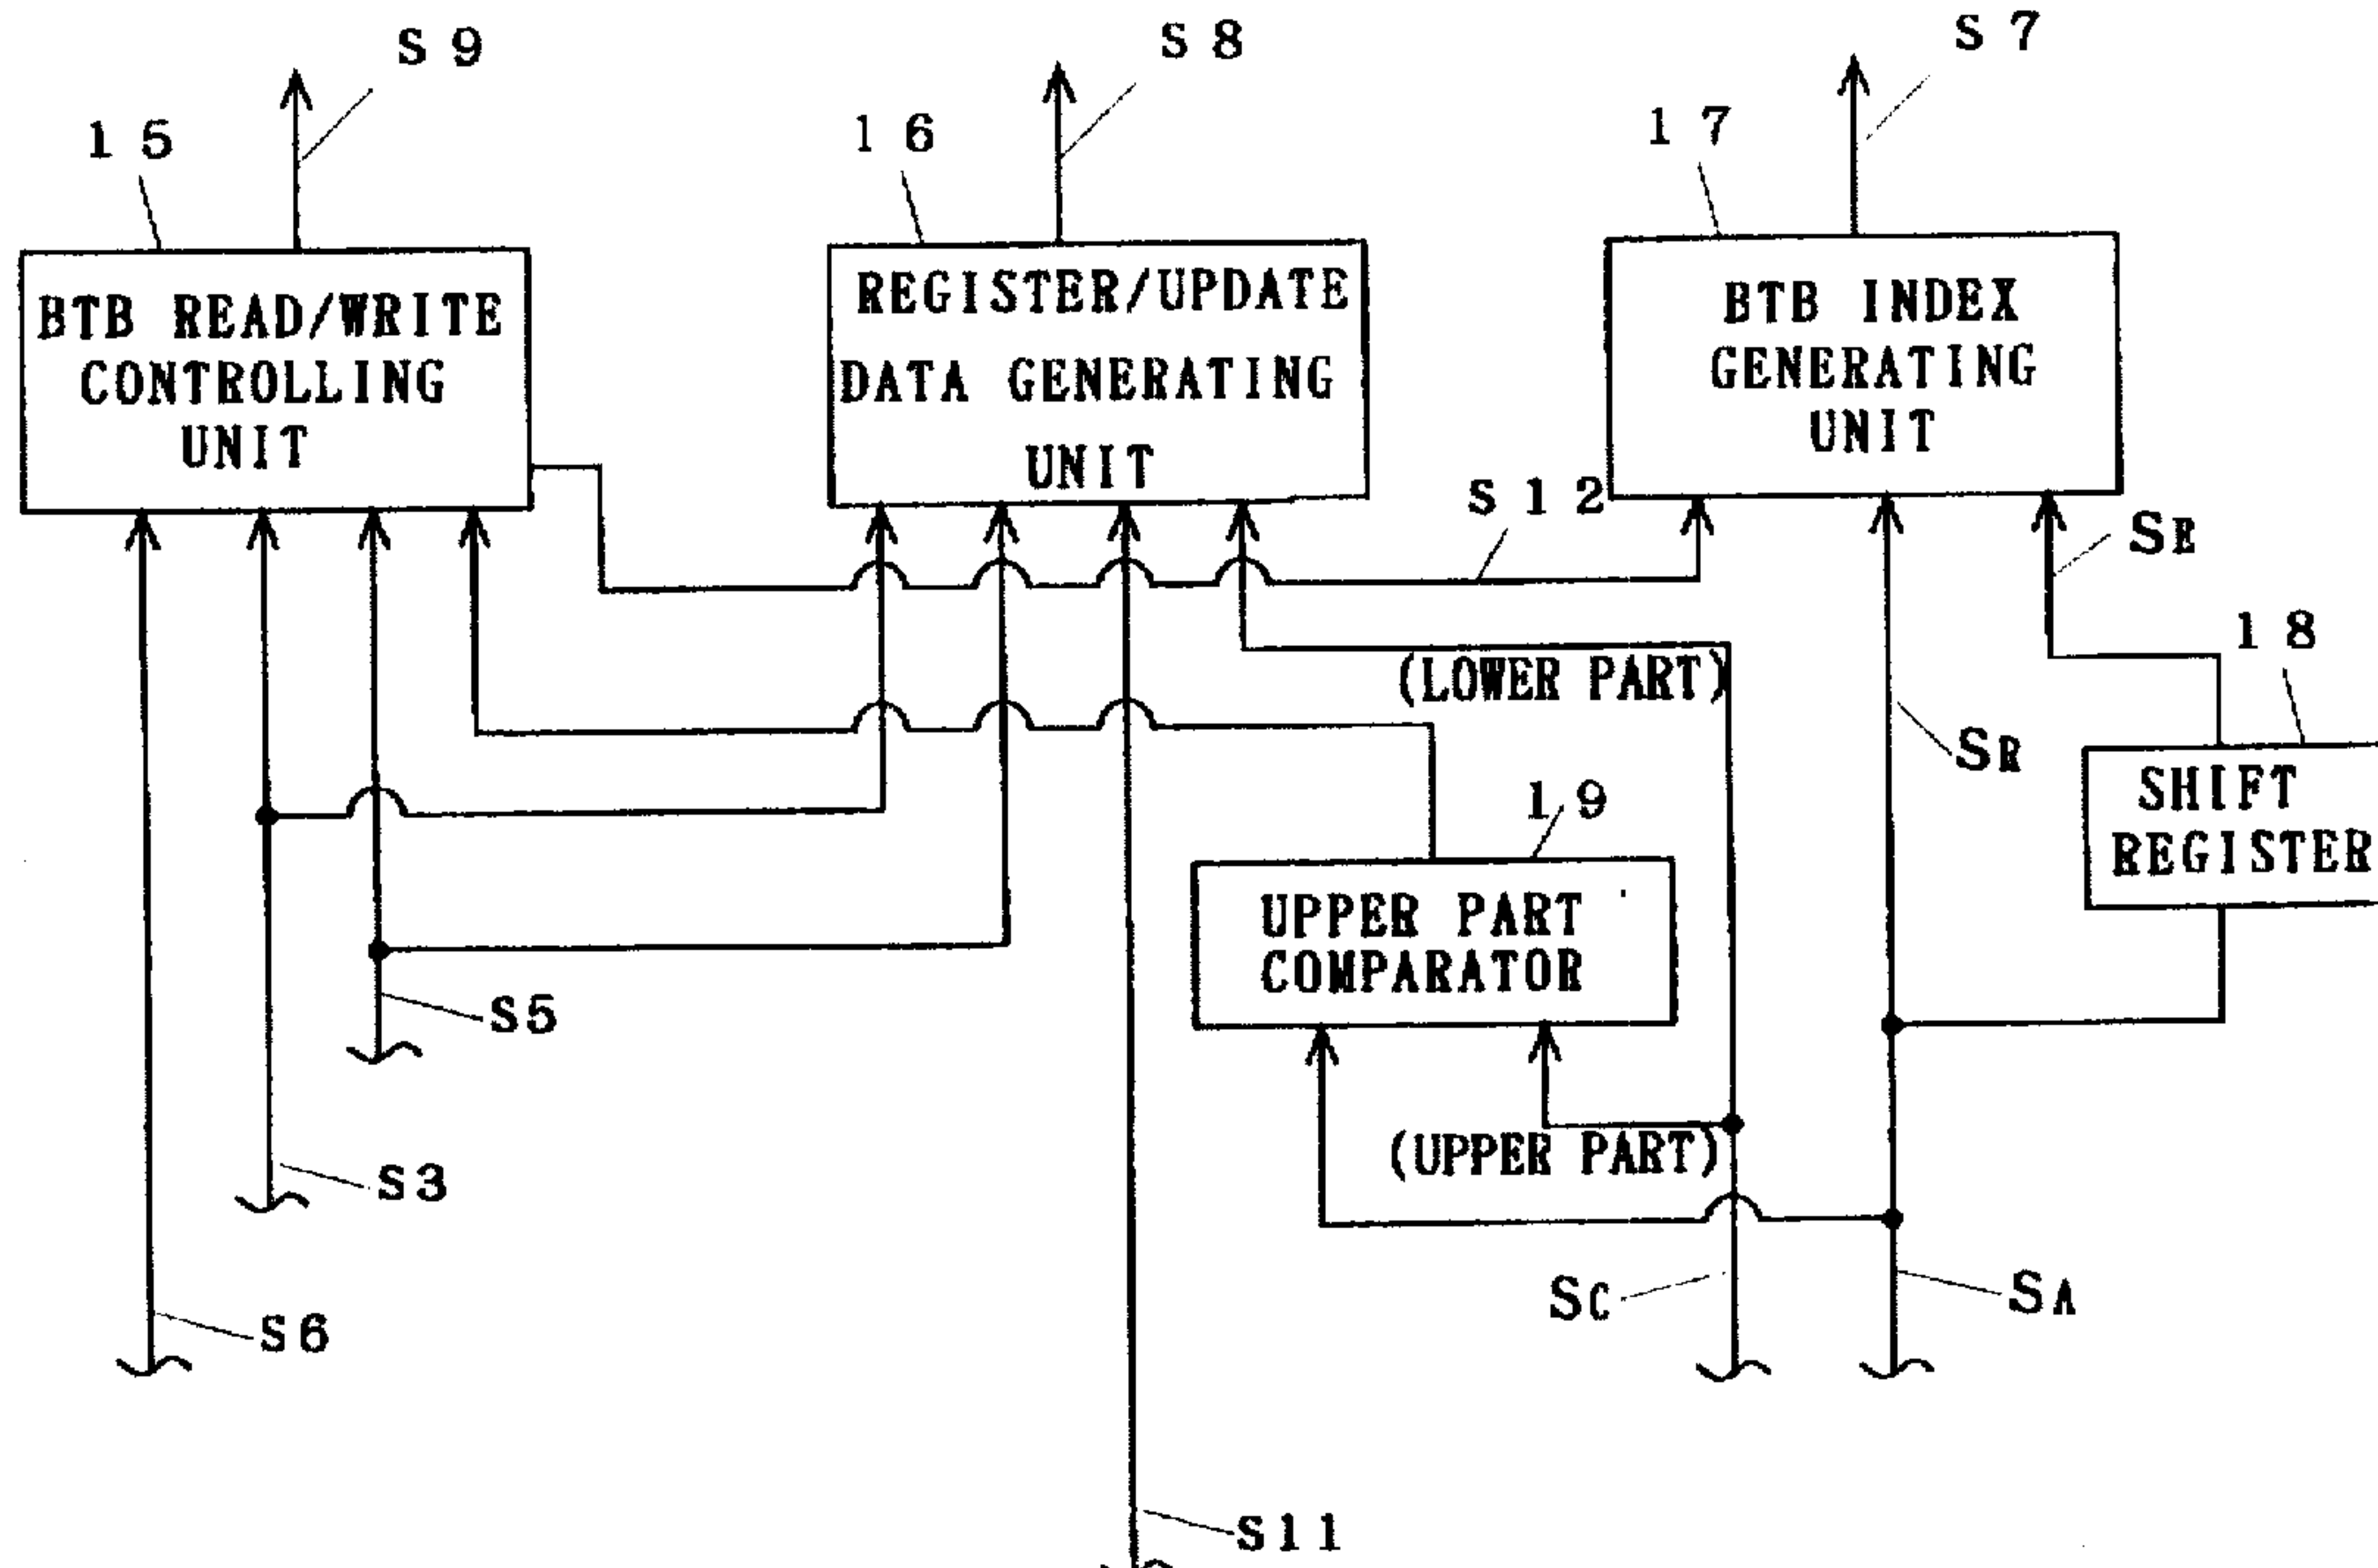 S9
S8
S7
15
16
17
BTB READ/WRITE
CONTROLLING
UNIT
REGISTER/UPDATE
DATA GENERATING
UNIT
BTB INDEX
GENERATING
UNIT
S12
SE
18
(LOWER PART)
SR
SHIFT
REGISTER
19
UPPER PART
COMPARATOR
S5
(UPPER PART)
S3
SC
SA
S6
S11